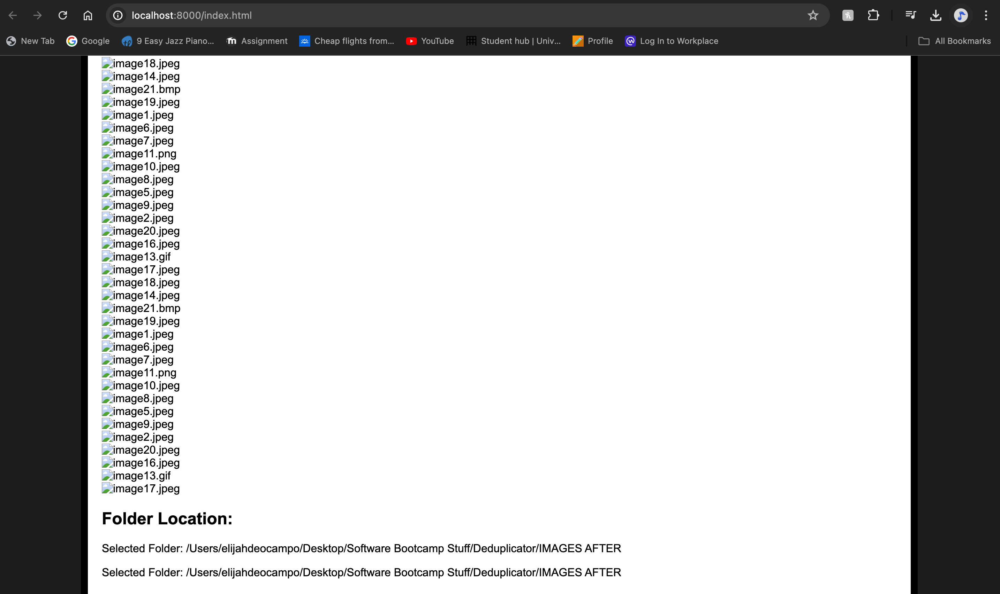 localhost:8000/index.html
New Tab Google 9 Easy Jazz Piano... Assignment Cheap flights from... YouTube Student hub | Univ... Profile Log In to Workplace All Bookmarks
image18.jpeg
image14.jpeg
image21.bmp
image19.jpeg
image1.jpeg
image6.jpeg
image7.jpeg
image11.png
image10.jpeg
image8.jpeg
image5.jpeg
image9.jpeg
image2.jpeg
image20.jpeg
image16.jpeg
image13.gif
image17.jpeg
image18.jpeg
image14.jpeg
image21.bmp
image19.jpeg
image1.jpeg
image6.jpeg
image7.jpeg
image11.png
image10.jpeg
image8.jpeg
image5.jpeg
image9.jpeg
image2.jpeg
image20.jpeg
image16.jpeg
image13.gif
image17.jpeg
Folder Location:
Selected Folder: /Users/elijahdeocampo/Desktop/Software Bootcamp Stuff/Deduplicator/IMAGES AFTER
Selected Folder: /Users/elijahdeocampo/Desktop/Software Bootcamp Stuff/Deduplicator/IMAGES AFTER